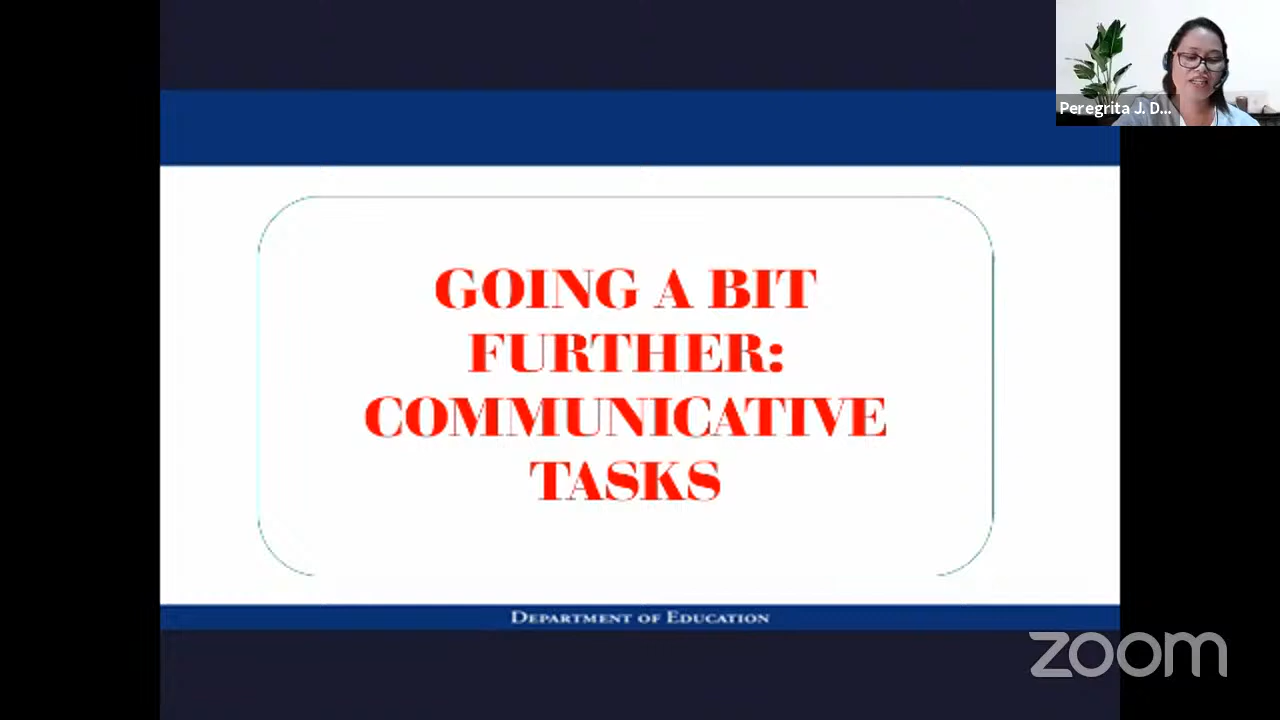 Peregrita J. D...
GOING A BIT
FURTHER:
COMMUNICATIVE
TASKS
DEPARTMENT OF EDUCATION
zoom